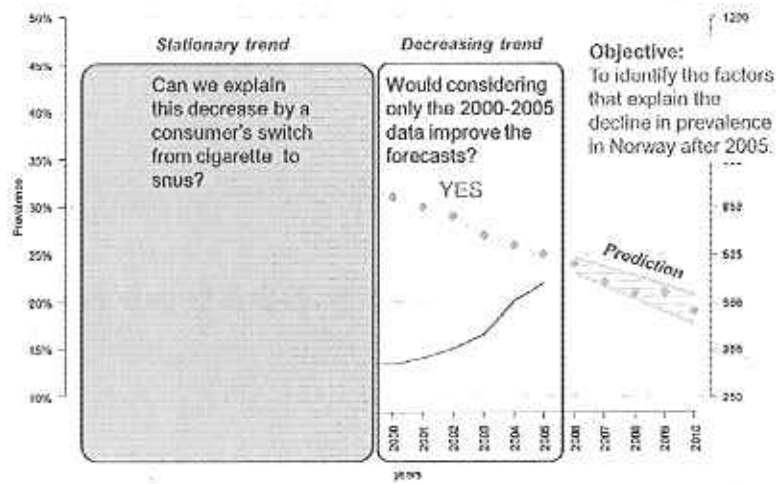 50%
45%
40%
35%
30%
25%
20%
15%
10%
Prevalence
Stationary trend
Can we explain
this decrease by a
consumer's switch
from cigarette to
snus?
Decreasing trend
Would considering
only the 2000-2005
data improve the
forecasts?
YES
Objective:
To identify the factors
that explain the
decline in prevalence
in Norway after 2005.
Prediction
1200
250
2000
2001
2002
2003
2004
2005
2006
2007
2008
2009
2010
years